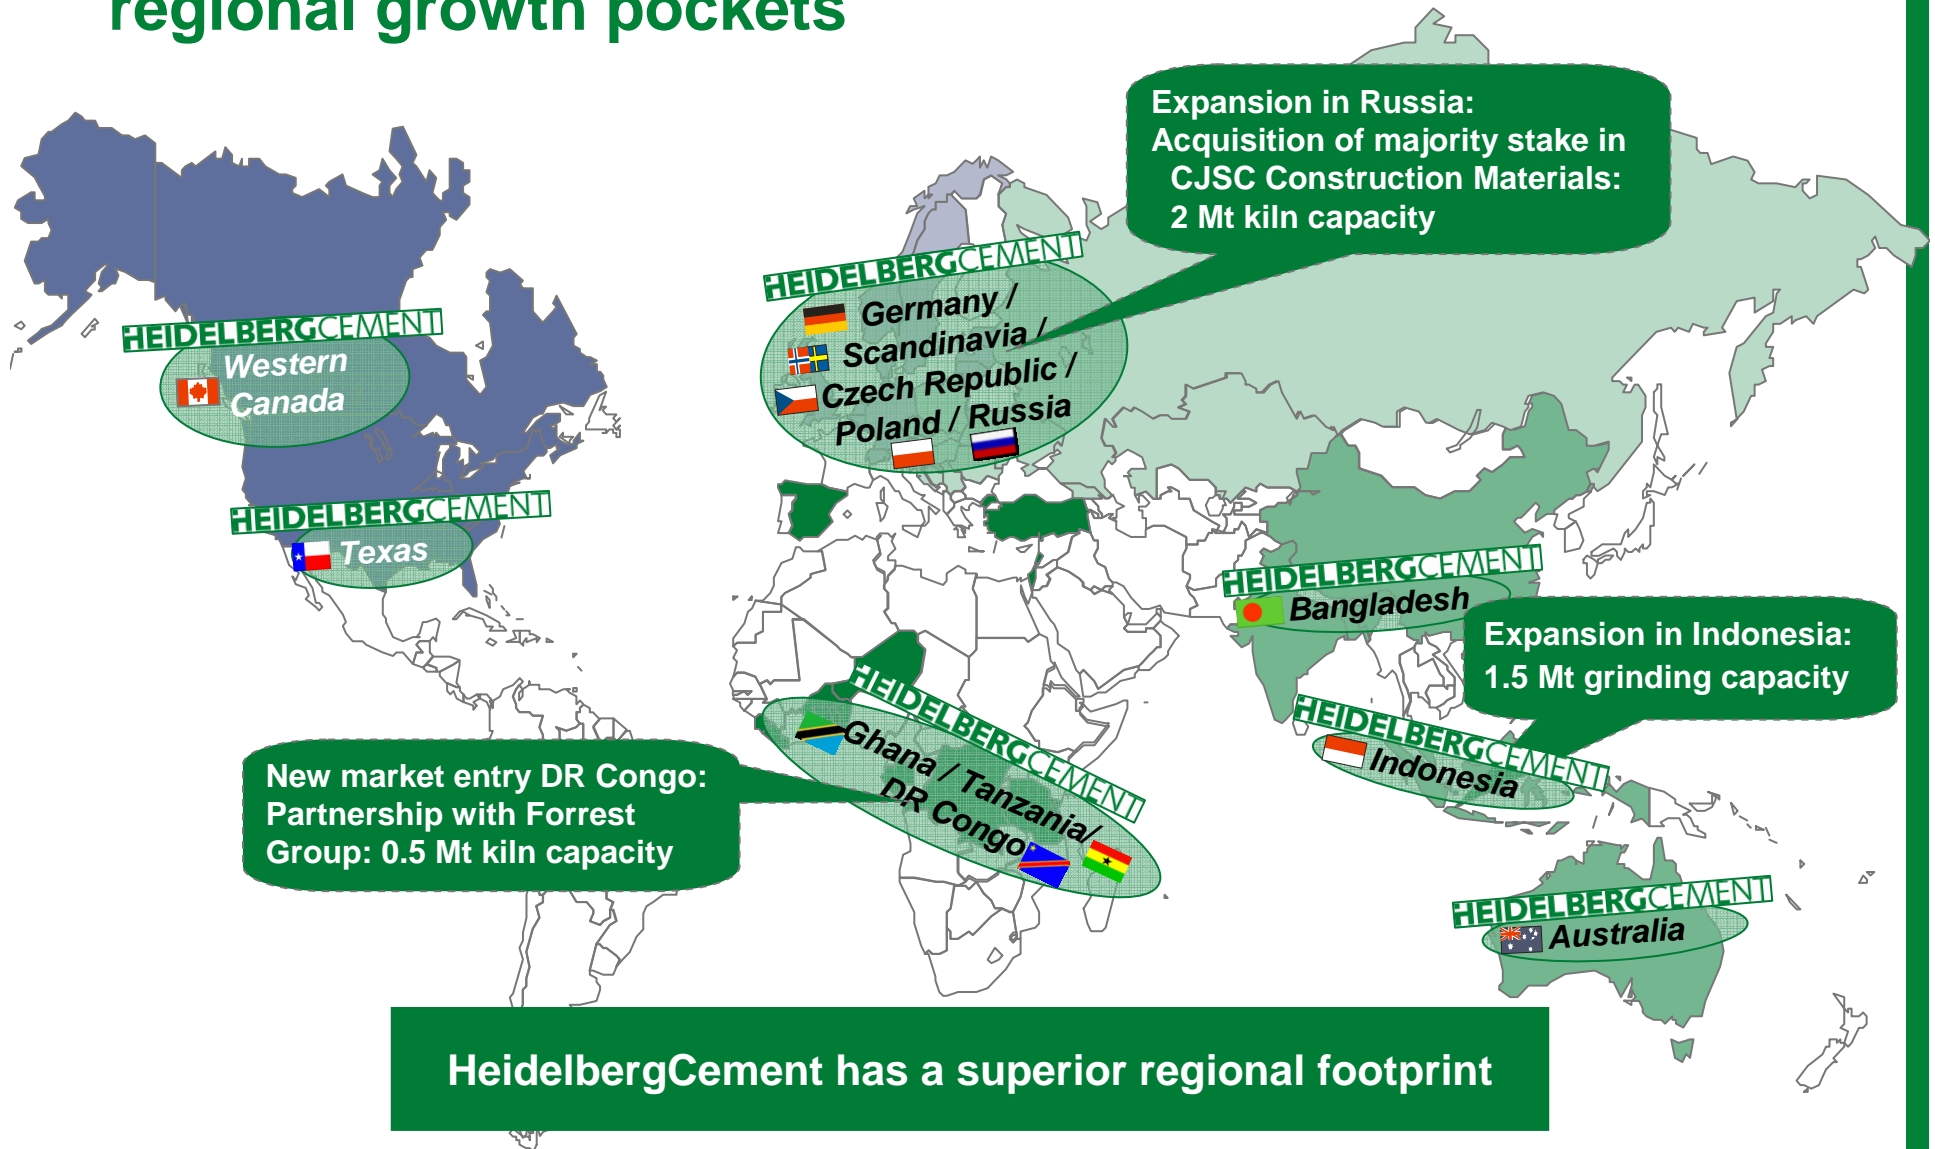 regional growth pockets
Expansion in Russia:
Acquisition of majority stake in
CJSC Construction Materials:
2 Mt kiln capacity
HEIDELBERGCEMENT
Germany /
Scandinavia /
Czech Republic /
Poland / Russia
HEIDELBERGCEMENT
Western
Canada
HEIDELBERGCEMENT
Texas
HEIDELBERGCEMENT
Bangladesh
Expansion in Indonesia:
1.5 Mt grinding capacity
HEIDELBERGCEMENT
Indonesia
HEIDELBERGCEMENT
Ghana / Tanzania/
DR Congo
New market entry DR Congo:
Partnership with Forrest
Group: 0.5 Mt kiln capacity
HEIDELBERGCEMENT
Australia
HeidelbergCement has a superior regional footprint